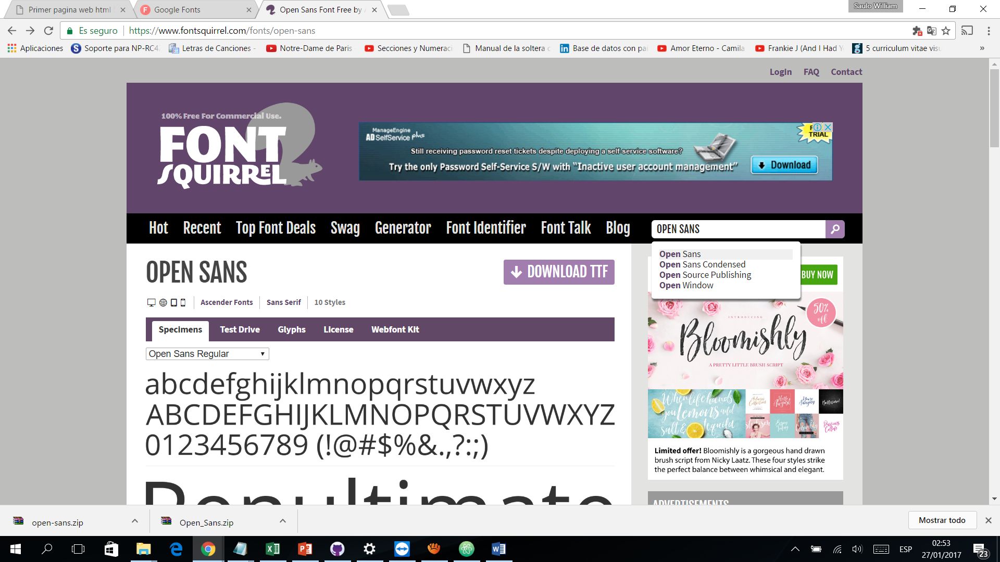 Primer pagina web html
Google Fonts
Open Sans Font Free by
Saulo William
Es seguro
https://www.fontsquirrel.com/fonts/open-sans
Aplicaciones
Soporte para NP-RC4
Letras de Canciones -
Notre-Dame de Paris
Secciones y Numeraci
Manual de la soltera
Base de datos con pa
Amor Eterno - Camila
Frankie J (And I Had Y
5 curriculum vitae visu
»
Login FAQ Contact
100% Free For Commercial Use.
FONT
SQUIRREL
ManageEngine
ADSelfService plus
TRIAL
Still receiving password reset tickets despite deploying a self-service software?
Try the only Password Self-Service S/W with “Inactive user account management”
Download
Hot Recent Top Font Deals Swag Generator Font Identifier Font Talk Blog
OPEN SANS
Open Sans
Open Sans Condensed
Open Source Publishing
Open Window
OPEN SANS
DOWNLOAD TTF
BUY NOW
Ascender Fonts
Sans Serif
10 Styles
Specimens Test Drive Glyphs License Webfont Kit
Open Sans Regular
abcdefghijklmnopqrstuvwxyz
ABCDEFGHIJKLMNOPQRSTUVWXYZ
0123456789 (!@#$%&.,?:;)
Penultimate
INTRODUCING
50%
off
Bloomishly
A PRETTY LITTLE BRUSH SCRIPT
When life hands
you Lemons add
salt & tequila
Autumn
Collection
Hello
August
Limited offer! Bloomishly is a gorgeous hand drawn
brush script from Nicky Laatz. These four styles strike
the perfect balance between whimsical and elegant.
ADVERTISEMENTS
open-sans.zip
Open_Sans.zip
Mostrar todo
ESP
02:53
27/01/2017
23